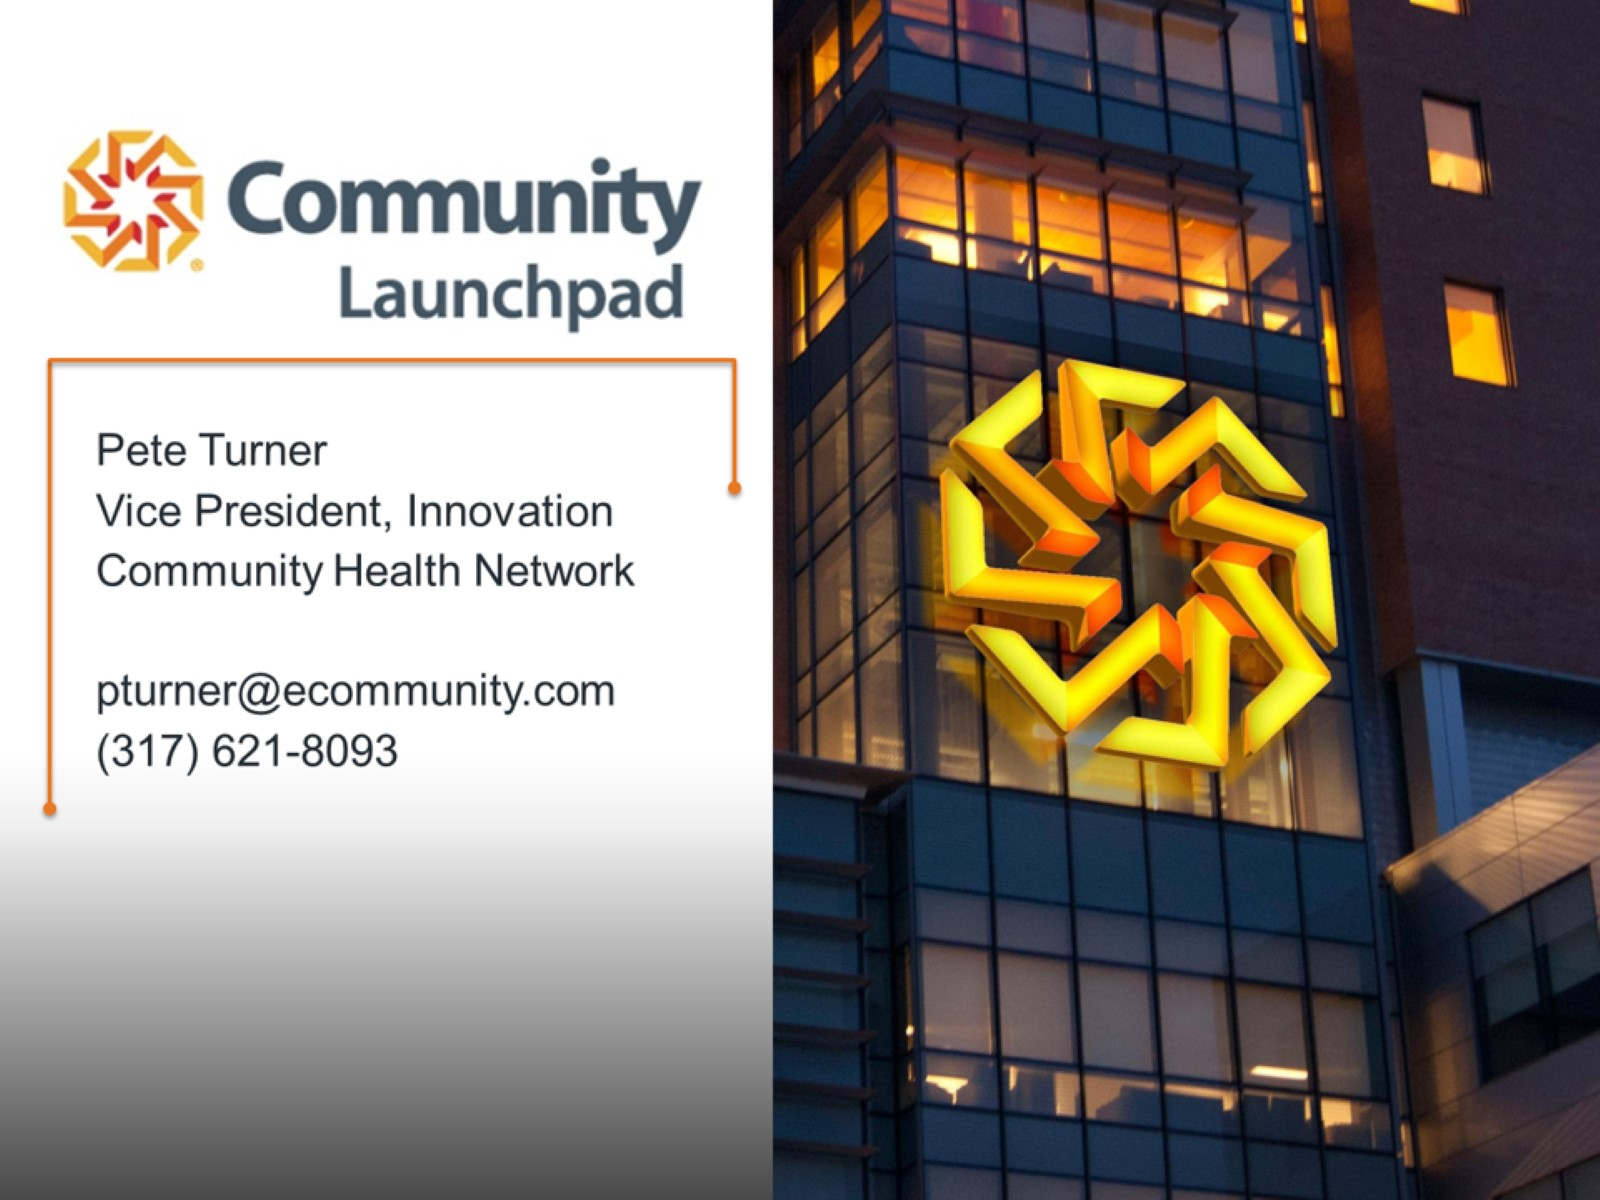 Community
Launchpad
Pete Turner
Vice President, Innovation
Community Health Network
pturner@ecommunity.com
(317) 621-8093